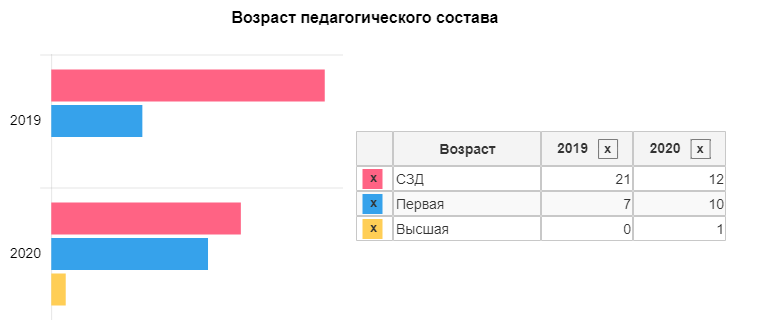 Возраст педагогического состава
2019
2020
Возраст 2019 x 2020 x
x СЗД 21 12
x Первая 7 10
x Высшая 0 1